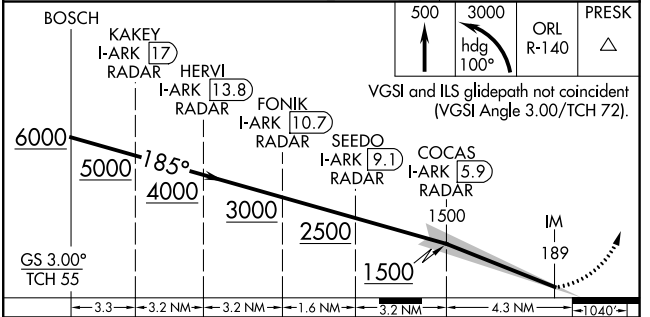 BOSCH
KAKEY
I-ARK 17
RADAR
HERVI
I-ARK 13.8
RADAR
FONIK
I-ARK 10.7
RADAR
SEEDO
I-ARK 9.1
RADAR
COCAS
I-ARK 5.9
RADAR
1500
IM
189
500
3000
hdg
100°
ORL
R-140
PRESK
VGSI and ILS glidepath not coincident
(VGSI Angle 3.00/TCH 72).
6000
5000
185°
4000
3000
2500
1500
GS 3.00°
TCH 55
3.3
3.2 NM
3.2 NM
1.6 NM
3.2 NM
4.3 NM
1040'